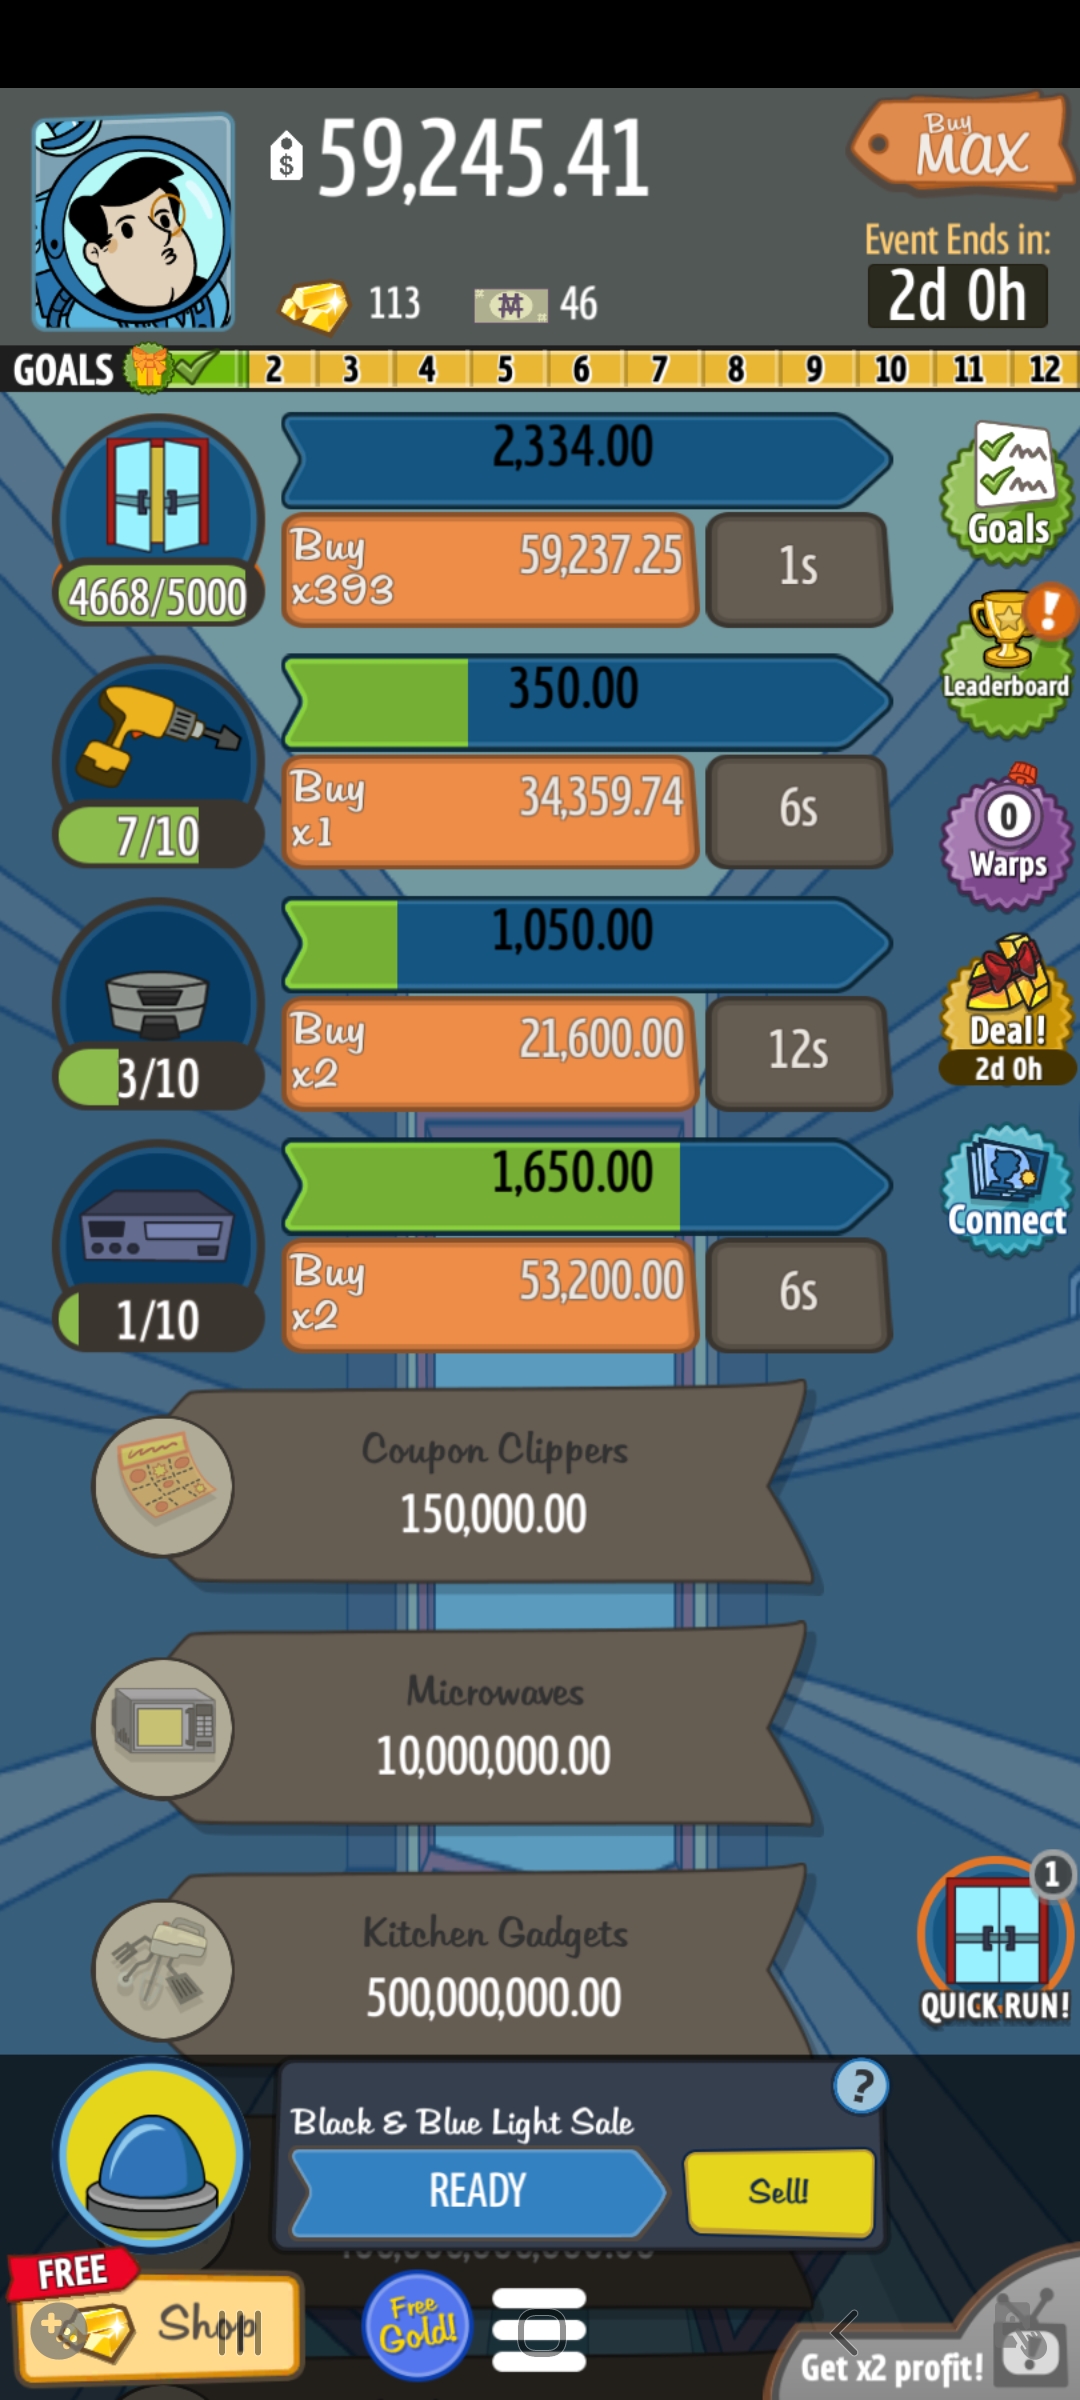 $ 59,245.41
Buy
MAX
113
46
Event Ends in:
2d 0h
GOALS 2 3 4 5 6 7 8 9 10 11 12
2,334.00
Buy
x393
59,237.25
1s
4668/5000
Goals
Leaderboard
!
350.00
Buy
x1
34,359.74
6s
7/10
0
Warps
1,050.00
Buy
x2
21,600.00
12s
3/10
Deal!
2d 0h
1,650.00
Buy
x2
53,200.00
6s
1/10
Connect
Coupon Clippers
150,000.00
Microwaves
10,000,000.00
Kitchen Gadgets
500,000,000.00
1
QUICK RUN!
?
Black & Blue Light Sale
READY
Sell!
FREE
Shop
Free
Gold!
Get x2 profit!